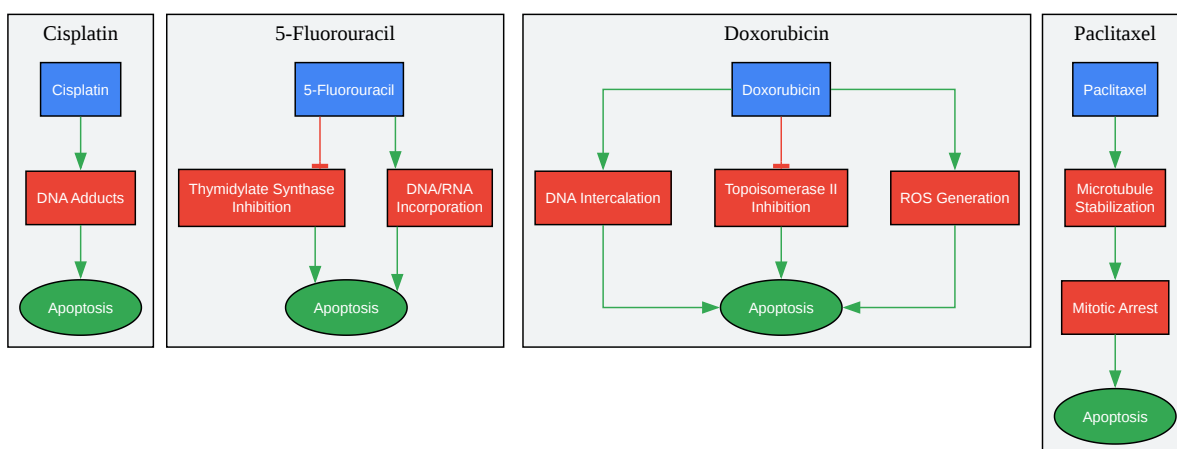 Cisplatin
Cisplatin
DNA Adducts
Apoptosis
5-Fluorouracil
5-Fluorouracil
Thymidylate Synthase
Inhibition
DNA/RNA
Incorporation
Apoptosis
Doxorubicin
Doxorubicin
DNA Intercalation
Topoisomerase II
Inhibition
ROS Generation
Apoptosis
Paclitaxel
Paclitaxel
Microtubule
Stabilization
Mitotic Arrest
Apoptosis